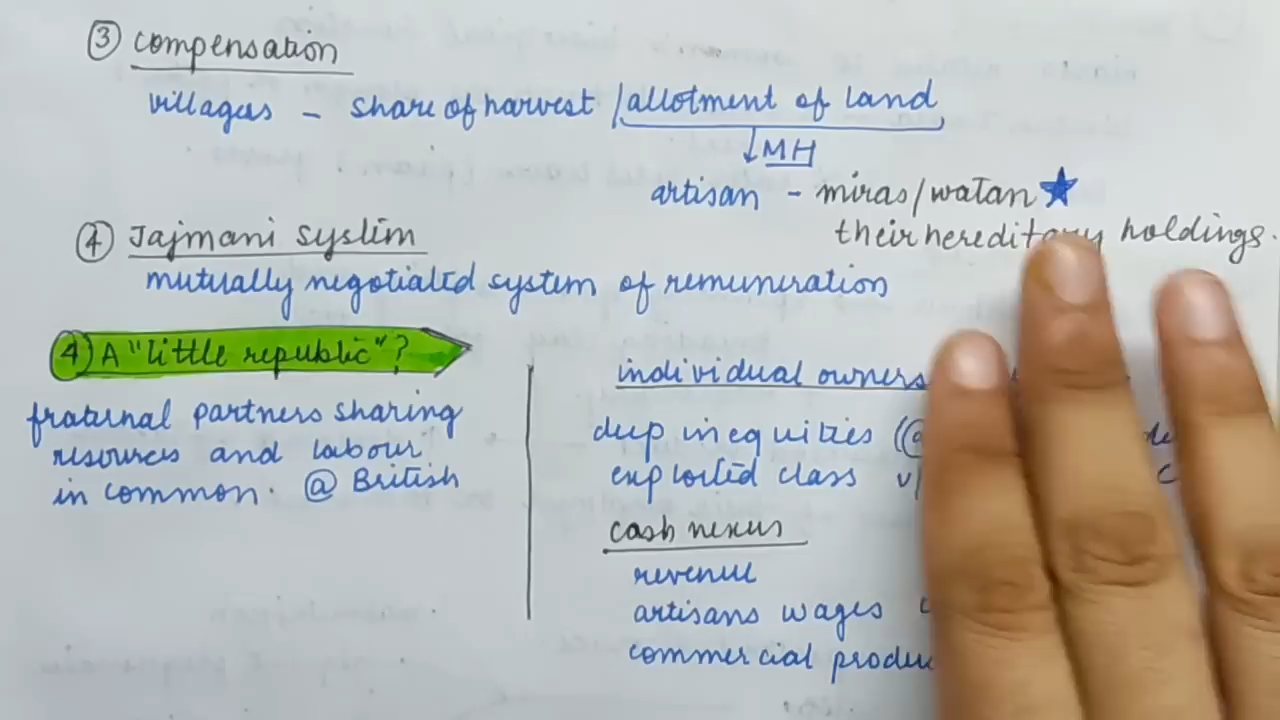 ③ compensation
villagers - share of harvest / allotment of land
↓ MH
artisan - miras/watan ★
their hereditary holdings.
④ Jajmani System
mutually negotiated system of remuneration
④ A "little republic"?
fraternal partners sharing
resources and labour
in common. @ British
individual owners
deep inequities (@
exploited class v/
cash nexus
revenue
artisans wages
commercial produ